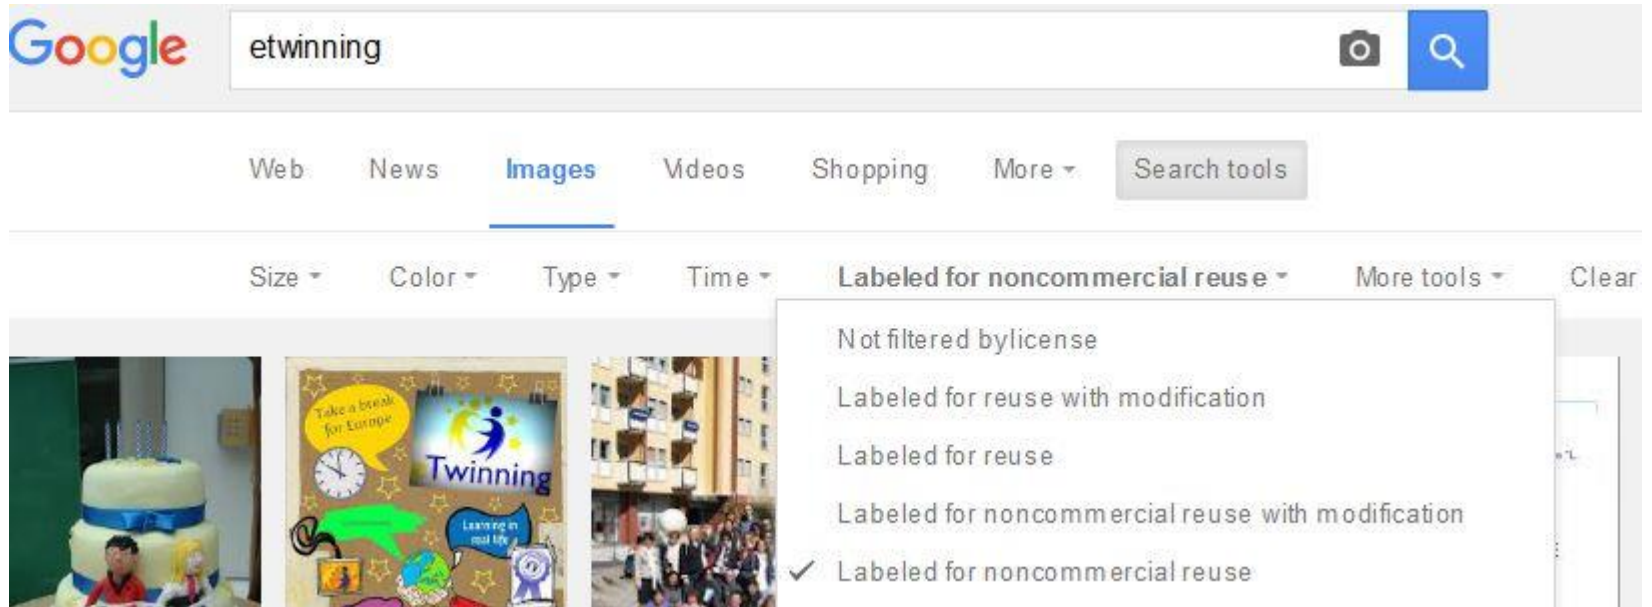 Google
etwinning
Web News Images Videos Shopping More Search tools
Size Color Type Time Labeled for noncommercial reuse More tools Clear
Not filtered by license
Labeled for reuse with modification
Labeled for reuse
Labeled for noncommercial reuse with modification
Labeled for noncommercial reuse
Take a break
for Europe
Twinning
Learning in
real life